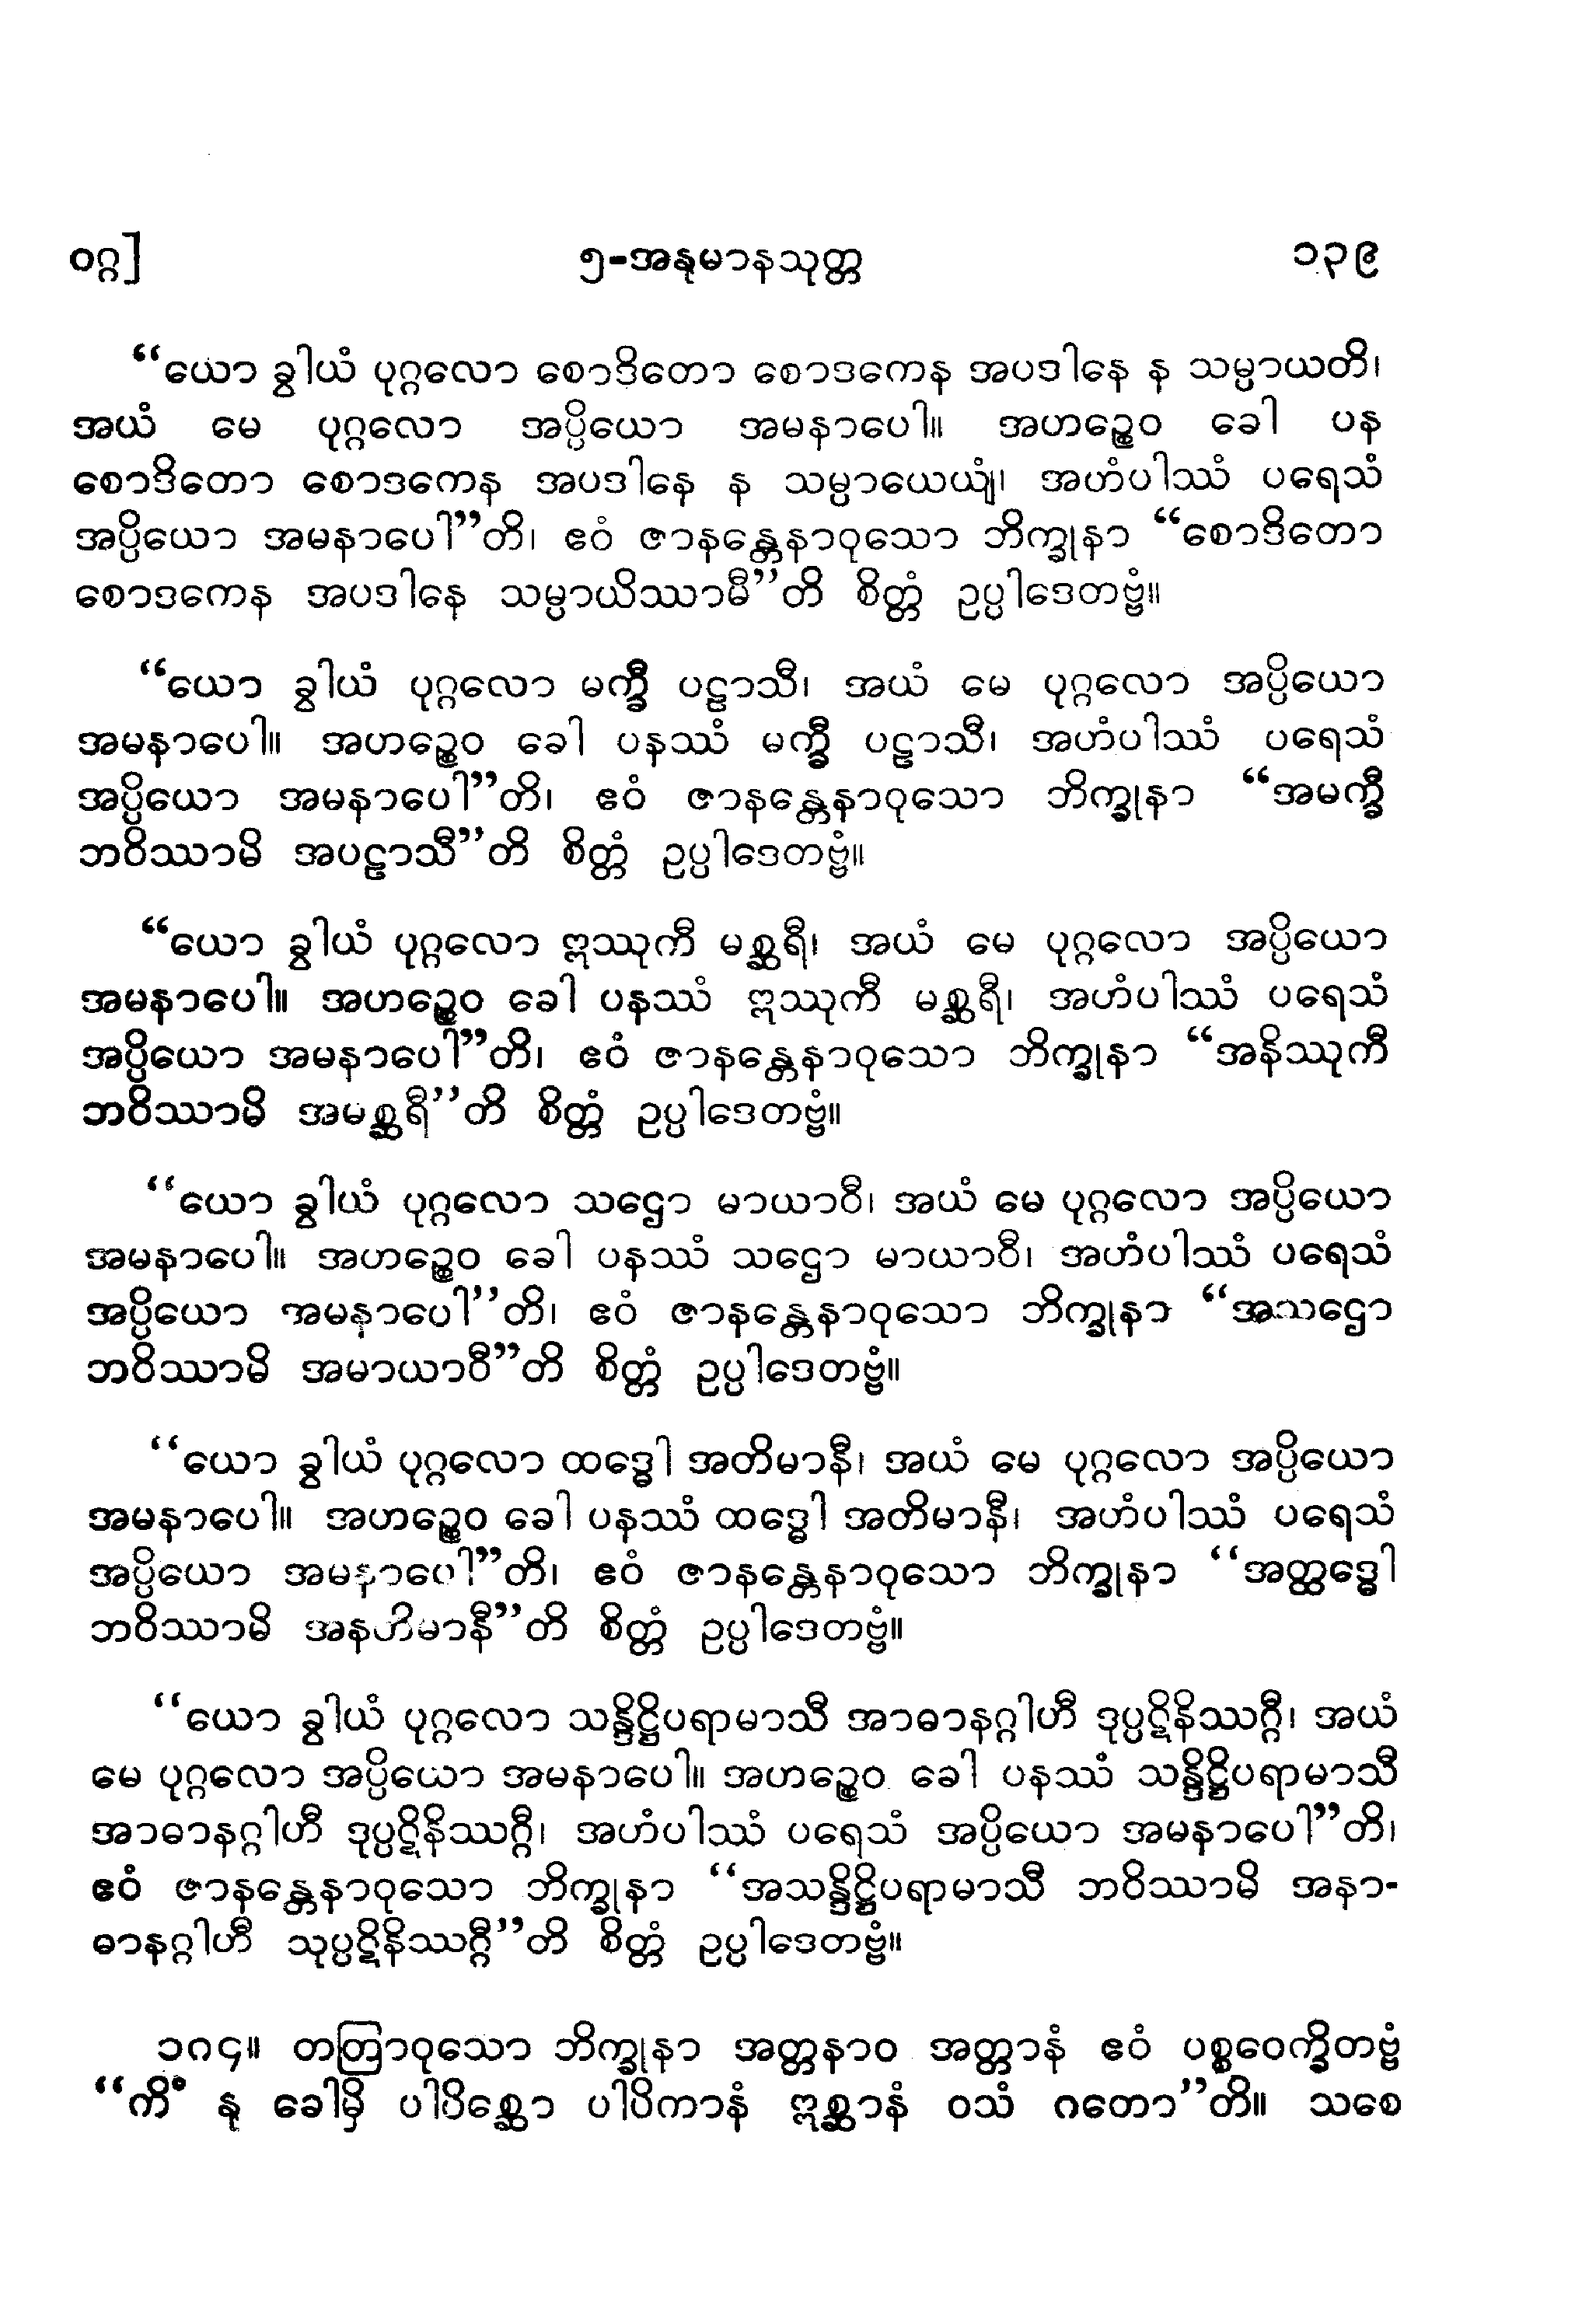 ဝဂ္ဂ]	၅-အနုမာနသုတ္တ	၁၃၉
“ယော ခွါယံ ပုဂ္ဂလော စောဒိတော စောဒကေန အပဒါနေ န သမ္ပာယတိ၊
အယံ မေ ပုဂ္ဂလော အပ္ပိယော အမနာပေါ။ အဟဉ္စေဝ ခေါ ပန
စောဒိတော စောဒကေန အပဒါနေ န သမ္ပာယေယျံ၊ အဟံပါဿံ ပရေသံ
အပ္ပိယော အမနာပေါ”တိ၊ ဧဝံ ဇာနန္တေနာဝုသော ဘိက္ခုနာ “စောဒိတော
စောဒကေန အပဒါနေ သမ္ပာယိဿာမီ”တိ စိတ္တံ ဥပ္ပါဒေတဗ္ဗံ။
“ယော ခွါယံ ပုဂ္ဂလော မက္ခီ ပဠာသီ၊ အယံ မေ ပုဂ္ဂလော အပ္ပိယော
အမနာပေါ။ အဟဉ္စေဝ ခေါ ပနဿံ မက္ခီ ပဠာသီ၊ အဟံပါဿံ ပရေသံ
အပ္ပိယော အမနာပေါ”တိ၊ ဧဝံ ဇာနန္တေနာဝုသော ဘိက္ခုနာ “အမက္ခီ
ဘဝိဿာမိ အပဠာသီ”တိ စိတ္တံ ဥပ္ပါဒေတဗ္ဗံ။
“ယော ခွါယံ ပုဂ္ဂလော ဣဿုကီ မစ္ဆရီ၊ အယံ မေ ပုဂ္ဂလော အပ္ပိယော
အမနာပေါ။ အဟဉ္စေဝ ခေါ ပနဿံ ဣဿုကီ မစ္ဆရီ၊ အဟံပါဿံ ပရေသံ
အပ္ပိယော အမနာပေါ”တိ၊ ဧဝံ ဇာနန္တေနာဝုသော ဘိက္ခုနာ “အနိဿုကီ
ဘဝိဿာမိ အမစ္ဆရီ”တိ စိတ္တံ ဥပ္ပါဒေတဗ္ဗံ။
“ယော ခွါယံ ပုဂ္ဂလော သဌော မာယာဝီ၊ အယံ မေ ပုဂ္ဂလော အပ္ပိယော
အမနာပေါ။ အဟဉ္စေဝ ခေါ ပနဿံ သဌော မာယာဝီ၊ အဟံပါဿံ ပရေသံ
အပ္ပိယော အမနာပေါ”တိ၊ ဧဝံ ဇာနန္တေနာဝုသော ဘိက္ခုနာ “အသဌော
ဘဝိဿာမိ အမာယာဝီ”တိ စိတ္တံ ဥပ္ပါဒေတဗ္ဗံ။
“ယော ခွါယံ ပုဂ္ဂလော ထဒ္ဓေါ အတိမာနီ၊ အယံ မေ ပုဂ္ဂလော အပ္ပိယော
အမနာပေါ။ အဟဉ္စေဝ ခေါ ပနဿံ ထဒ္ဓေါ အတိမာနီ၊ အဟံပါဿံ ပရေသံ
အပ္ပိယော အမနာပေါ”တိ၊ ဧဝံ ဇာနန္တေနာဝုသော ဘိက္ခုနာ “အတ္ထဒ္ဓေါ
ဘဝိဿာမိ အနတိမာနီ”တိ စိတ္တံ ဥပ္ပါဒေတဗ္ဗံ။
“ယော ခွါယံ ပုဂ္ဂလော သန္ဒိဋ္ဌိပရာမာသီ အာဓာနဂ္ဂါဟီ ဒုပ္ပဋိနိဿဂ္ဂီ၊ အယံ
မေ ပုဂ္ဂလော အပ္ပိယော အမနာပေါ။ အဟဉ္စေဝ ခေါ ပနဿံ သန္ဒိဋ္ဌိပရာမာသီ
အာဓာနဂ္ဂါဟီ ဒုပ္ပဋိနိဿဂ္ဂီ၊ အဟံပါဿံ ပရေသံ အပ္ပိယော အမနာပေါ”တိ၊
ဧဝံ ဇာနန္တေနာဝုသော ဘိက္ခုနာ “အသန္ဒိဋ္ဌိပရာမာသီ ဘဝိဿာမိ အနာ-
ဓာနဂ္ဂါဟီ သုပ္ပဋိနိဿဂ္ဂီ”တိ စိတ္တံ ဥပ္ပါဒေတဗ္ဗံ။
၁၈၄။ တတြာဝုသော ဘိက္ခုနာ အတ္တနာဝ အတ္တာနံ ဧဝံ ပစ္စဝေက္ခိတဗ္ဗံ
“ကိံ နု ခေါမှိ ပါပိစ္ဆော ပါပိကာနံ ဣစ္ဆာနံ ဝသံ ဂတော”တိ။ သစေ